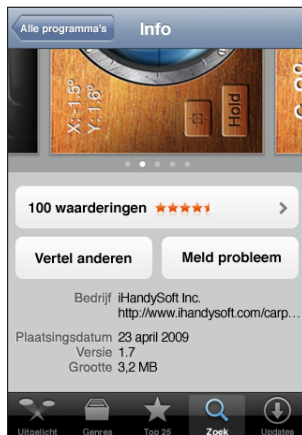 Alle programma's
Info
X: -1.5°
Y: 1.6°
Hold
100 waarderingen
Vertel anderen
Meld probleem
Bedrijf iHandySoft Inc.
http://www.ihandysoft.com/carp...
Plaatsingsdatum 23 april 2009
Versie 1.7
Grootte 3,2 MB
Uitgelicht
Genres
Top 25
Zoek
Updates